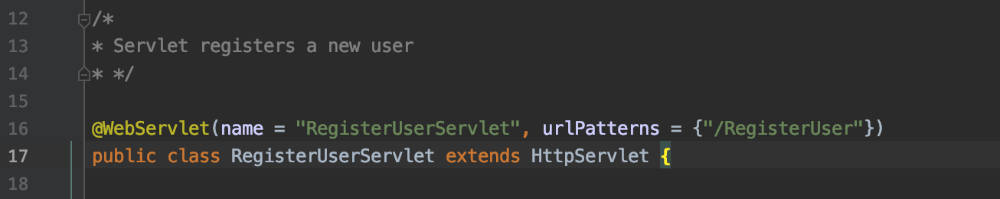 12 /*
13 * Servlet registers a new user
14 * */
15
16 @WebServlet(name = "RegisterUserServlet", urlPatterns = {"/RegisterUser"})
17 public class RegisterUserServlet extends HttpServlet {
18